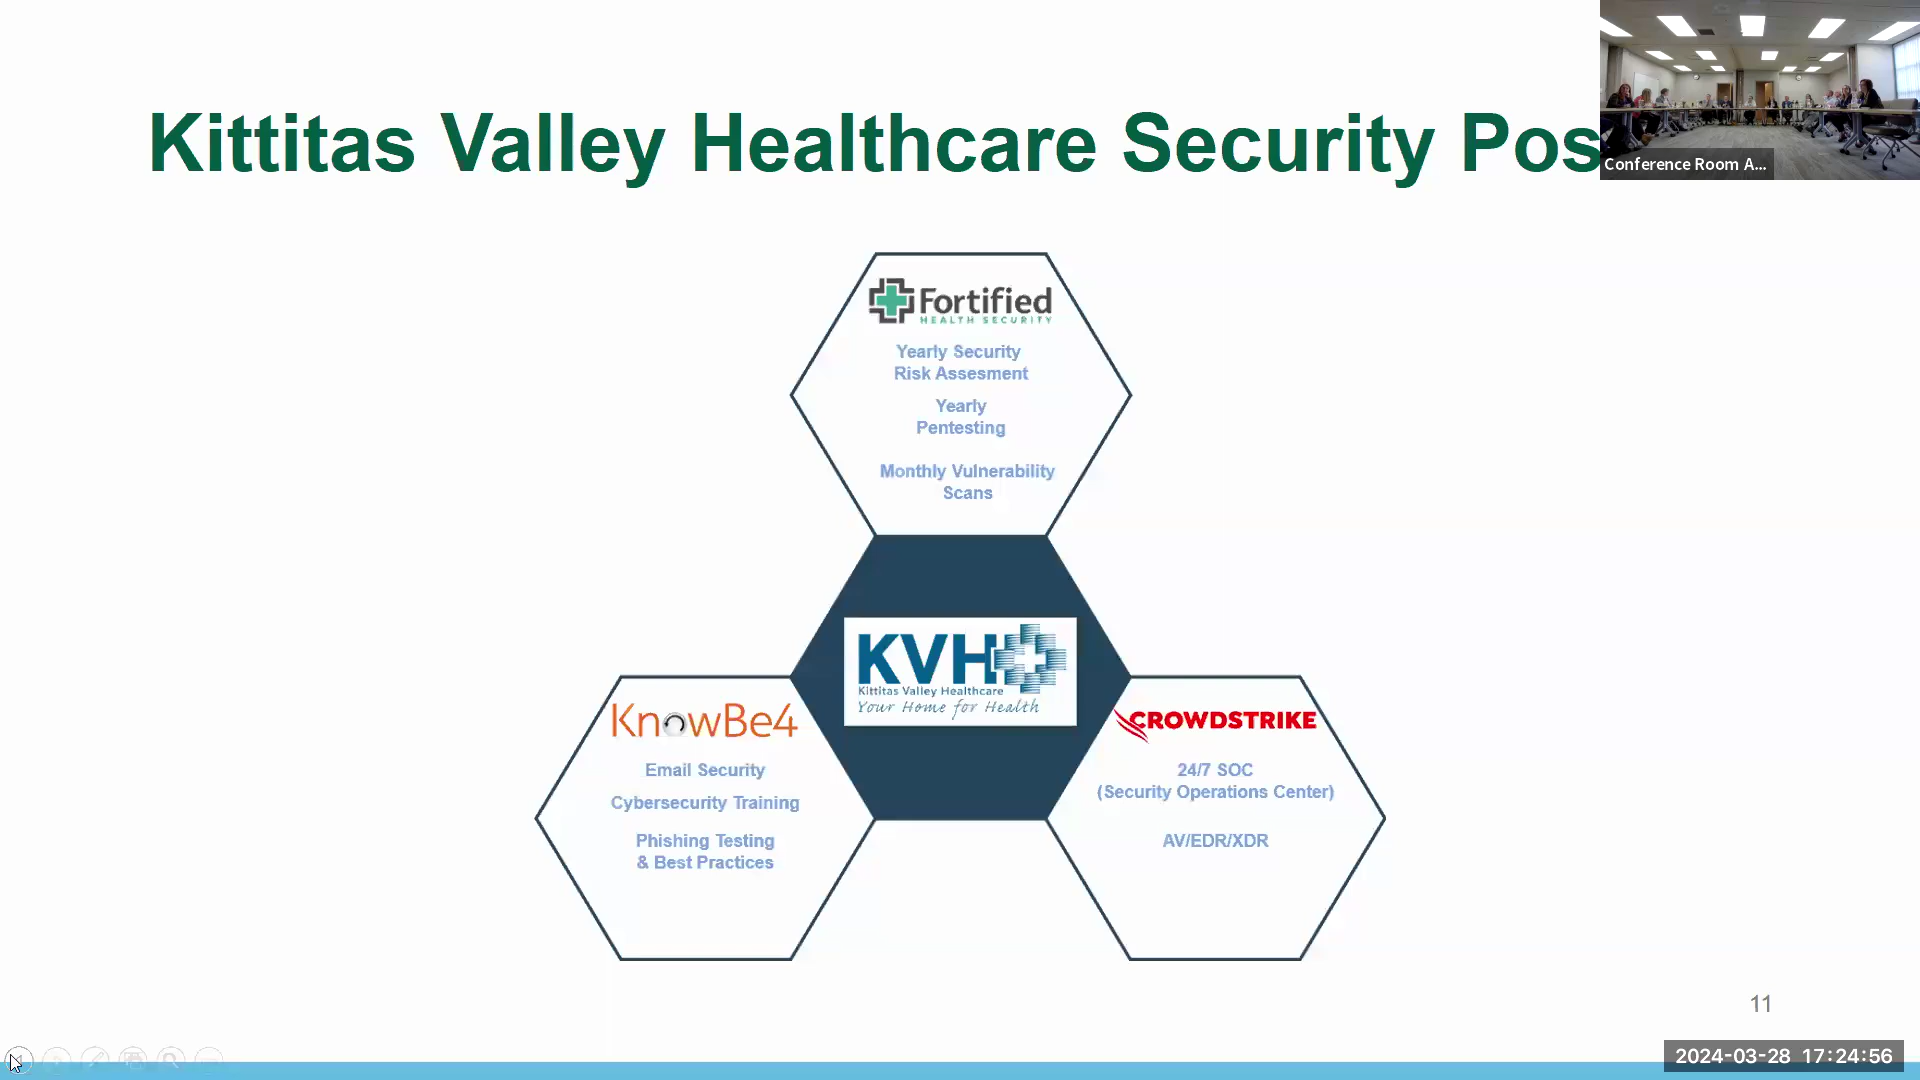 Kittitas Valley Healthcare Security Pos
Conference Room A...
Fortified
HEALTH SECURITY
Yearly Security
Risk Assesment
Yearly
Pentesting
Monthly Vulnerability
Scans
KVH
Kittitas Valley Healthcare
Your Home for Health
KnowBe4
Email Security
Cybersecurity Training
Phishing Testing
& Best Practices
CROWDSTRIKE
24/7 SOC
(Security Operations Center)
AV/EDR/XDR
11
2024-03-28 17:24:56